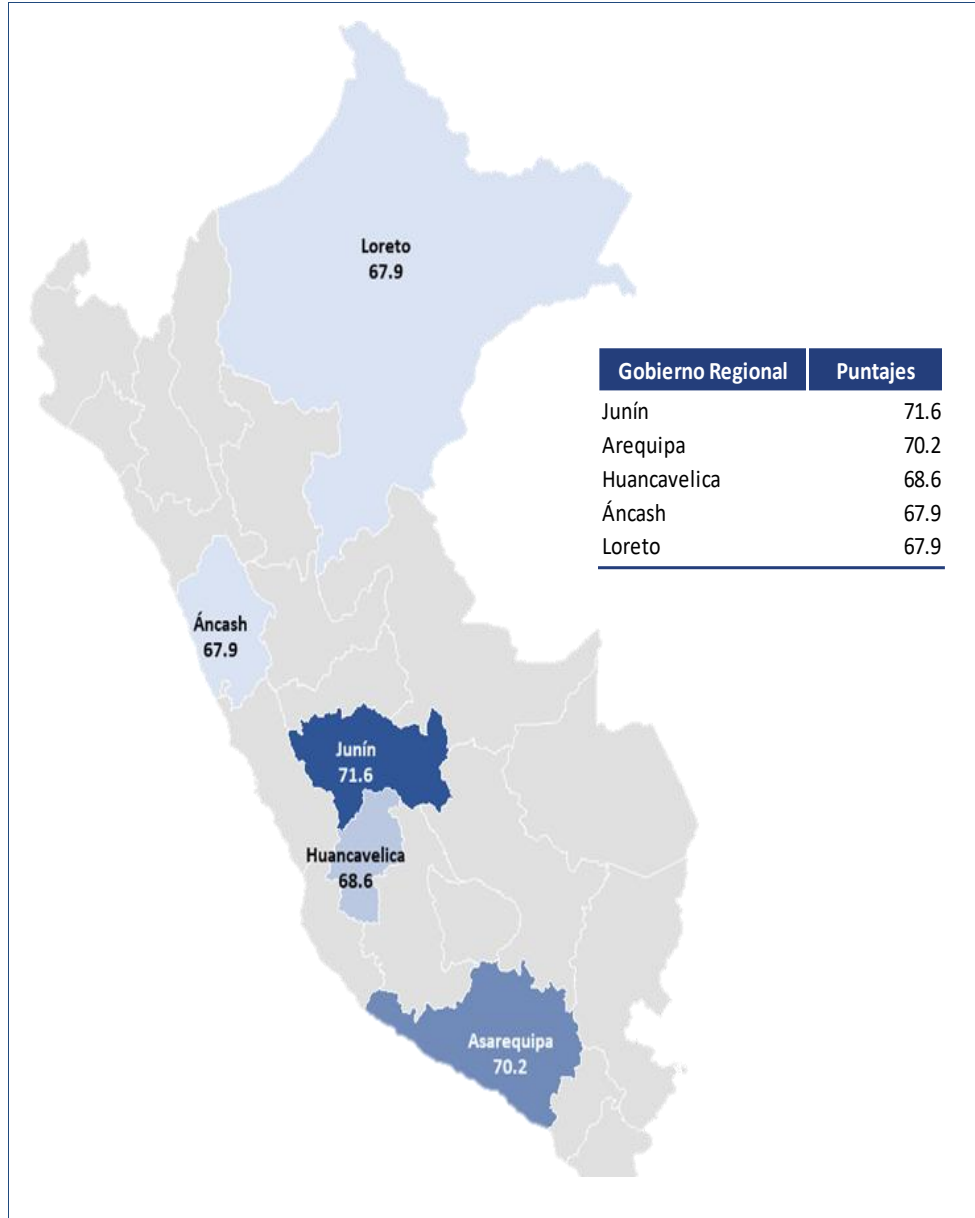 Loreto
67.9
Gobierno Regional Puntajes
Junín 71.6
Arequipa 70.2
Huancavelica 68.6
Áncash 67.9
Loreto 67.9
Áncash
67.9
Junín
71.6
Huancavelica
68.6
Asarequipa
70.2